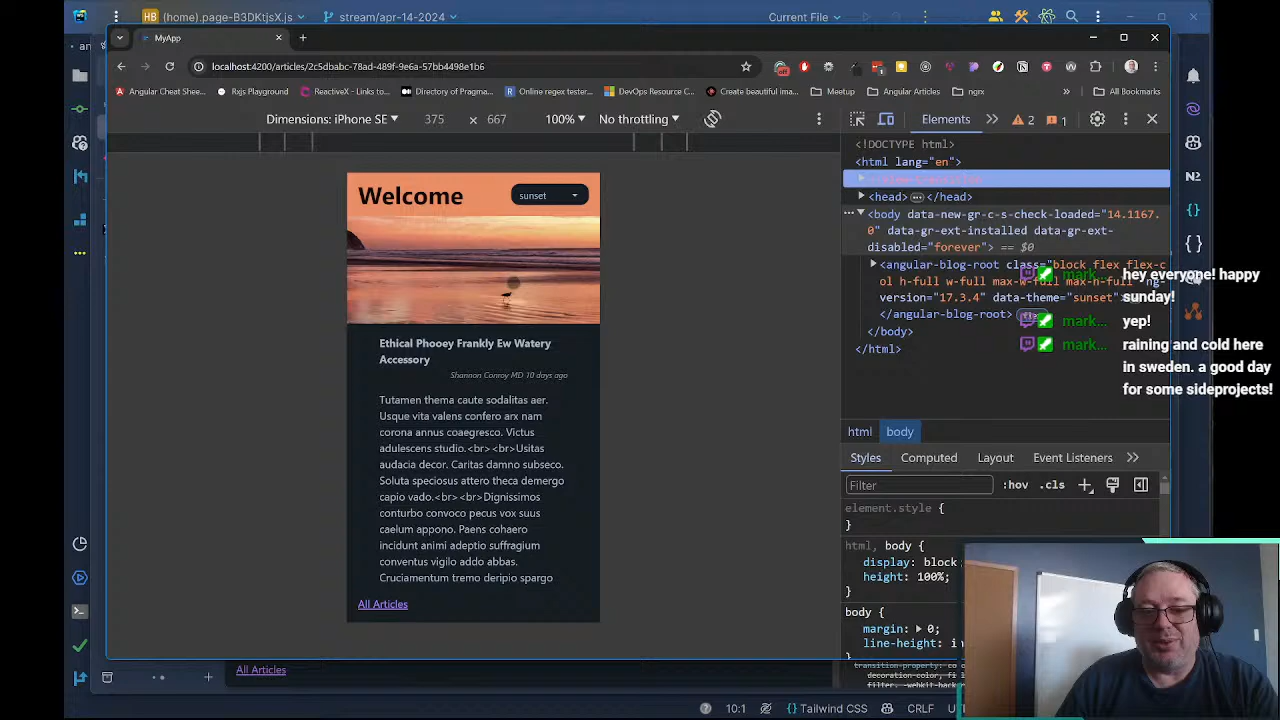 HB (home).page-B3DKtjsX.js
stream/apr-14-2024
Current File
MyApp
localhost:4200/articles/2c5dbabc-78ad-489f-9e6a-57bb4498e1b6
Angular Cheat Shee...
Rxjs Playground
ReactiveX - Links to...
Directory of Pragma...
Online regex tester...
DevOps Resource C...
Create beautiful ima...
Meetup
Angular Articles
ngrx
»
All Bookmarks
Dimensions: iPhone SE
375 × 667
100%
No throttling
Elements
2
1
<!DOCTYPE html>
<html lang="en">
<head> </head>
<body data-new-gr-c-s-check-loaded="14.1167.
0" data-gr-ext-installed data-gr-ext-
disabled="forever"> == $0
<angular-blog-root class="block flex flex-c
ol h-full w-full max-w-full max-h-full" ng-
version="17.3.4" data-theme="sunset">
</angular-blog-root>
</body>
</html>
Welcome
sunset
Ethical Phooey Frankly Ew Watery
Accessory
Shannon Conroy MD 10 days ago
Tutamen thema caute sodalitas aer.
Usque vita valens confero arx nam
corona annus coaegresco. Victus
adulescens studio.<br> <br>Usitas
audacia decor. Caritas damno subseco.
Soluta speciosus attero theca demergo
capio vado.<br> <br>Dignissimos
conturbo convoco pecus vox suus
caelum appono. Paens cohaero
incidunt animi adeptio suffragium
conventus vigilo addo abbas.
Cruciamentum tremo deripio spargo
All Articles
mark... hey everyone! happy
sunday!
mark... yep!
mark... raining and cold here
in sweden. a good day
for some sideprojects!
html
body
Styles
Computed
Layout
Event Listeners
Filter
:hov
.cls
element.style {
}
html, body {
display: block
height: 100%;
}
body {
margin: 0;
line-height: i
All Articles
10:1
Tailwind CSS
CRLF